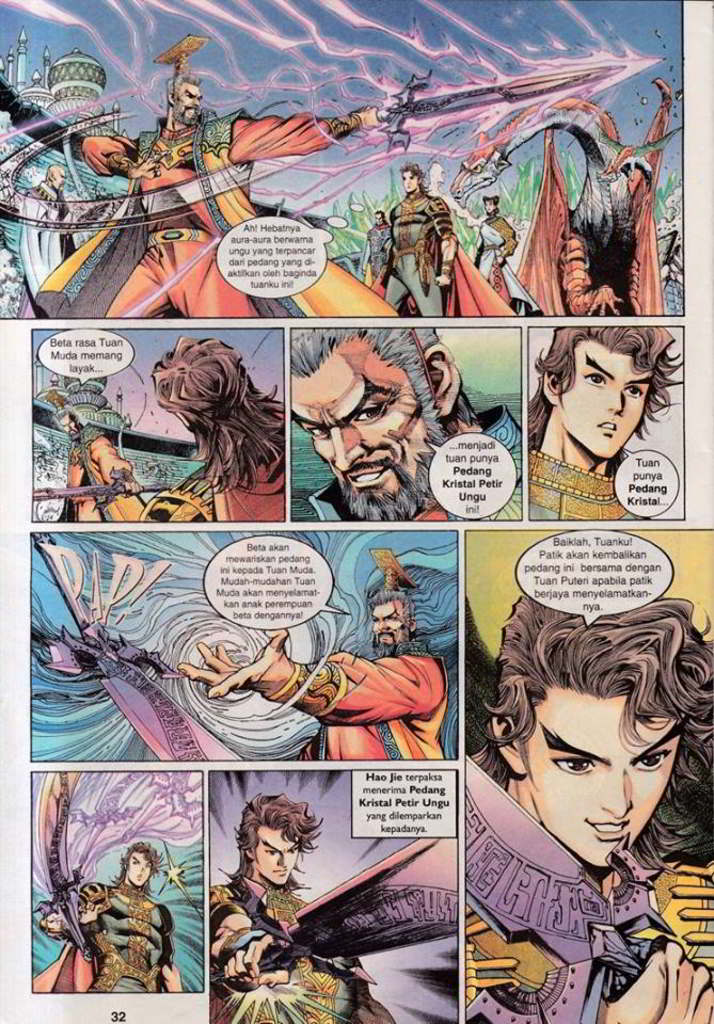 Ah! Hebatnya
aura-aura berwarna
ungu yang terpancar
dari pedang yang di-
aktilkan oleh baginda
tuanku ini!
Beta rasa Tuan
Muda memang
layak...
...menjadi
tuan punya
Pedang
Kristal Petir
Ungu
ini!
Tuan
punya
Pedang
Kristal...
PAP!
Beta akan
mewariskan pedang
ini kepada Tuan Muda.
Mudah-mudahan Tuan
Muda akan menyelamat-
kan anak perempuan
beta dengannya!
Baiklah, Tuanku!
Patik akan kembalikan
pedang ini bersama dengan
Tuan Puteri apabila patik
berjaya menyelamatkan-
nya.
Hao Jie terpaksa
menerima Pedang
Kristal Petir Ungu
yang dilemparkan
kepadanya.
32